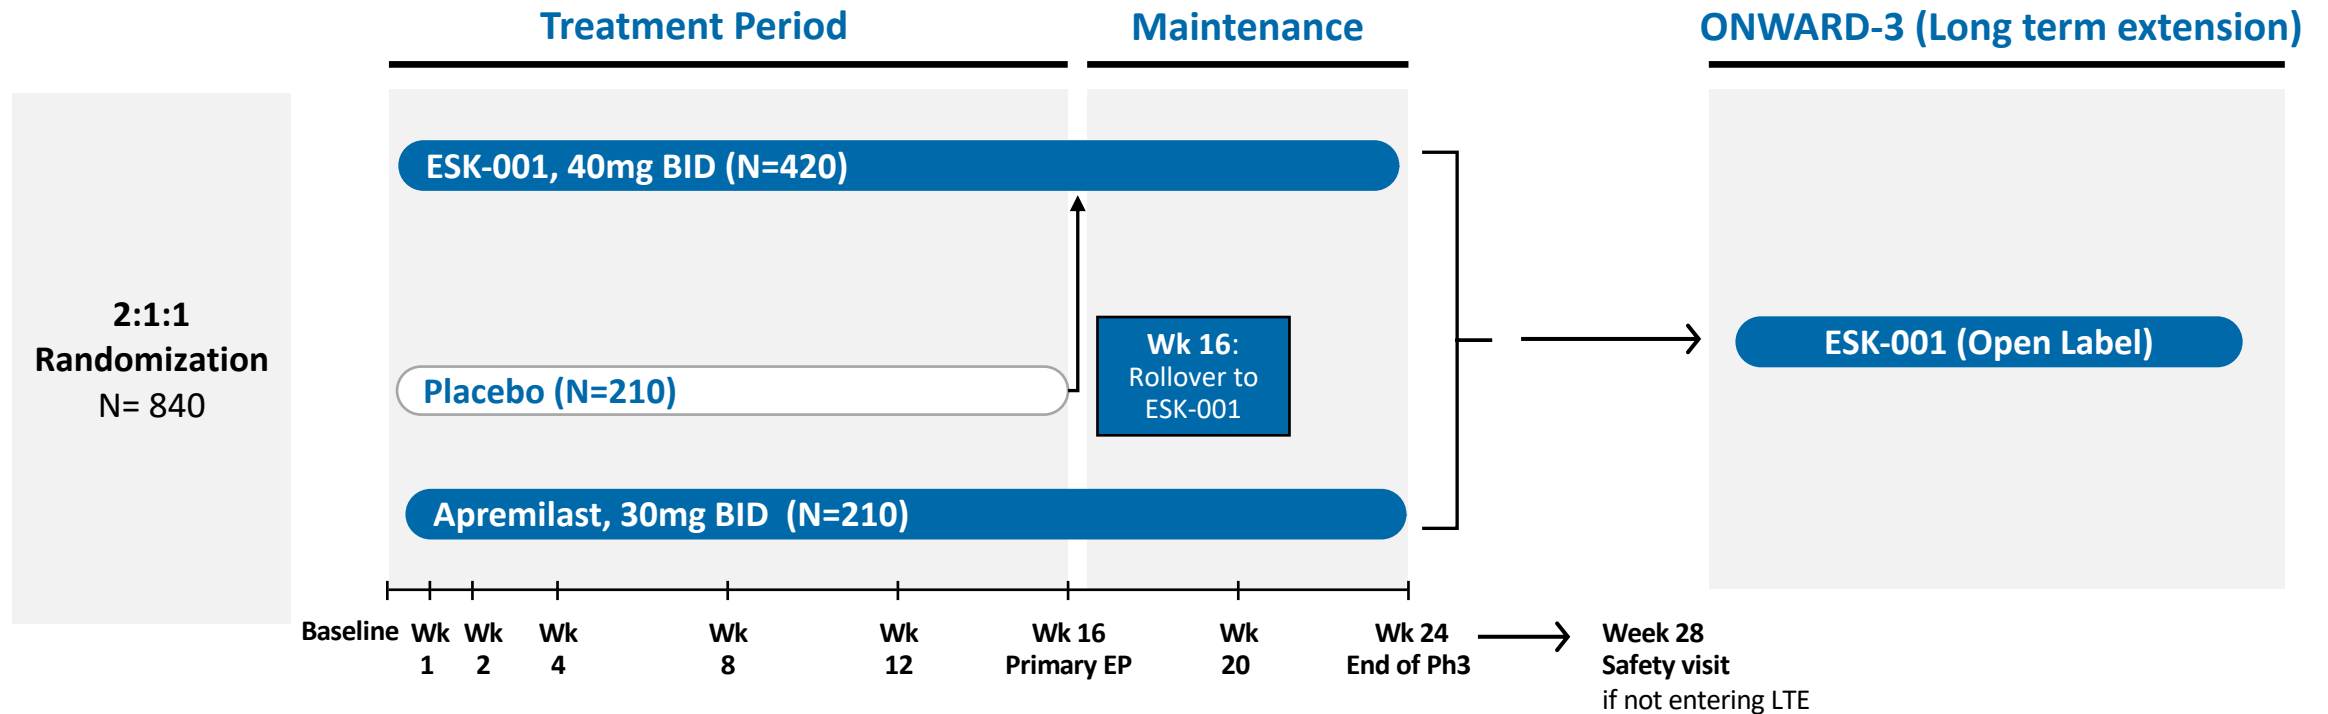 Treatment Period
Maintenance
ONWARD-3 (Long term extension)
2:1:1
Randomization
N= 840
ESK-001, 40mg BID (N=420)
Placebo (N=210)
Apremilast, 30mg BID  (N=210)
Wk 16:
Rollover to
ESK-001
ESK-001 (Open Label)
Baseline
Wk
1
Wk
2
Wk
4
Wk
8
Wk
12
Wk 16
Primary EP
Wk
20
Wk 24
End of Ph3
Week 28
Safety visit
if not entering LTE